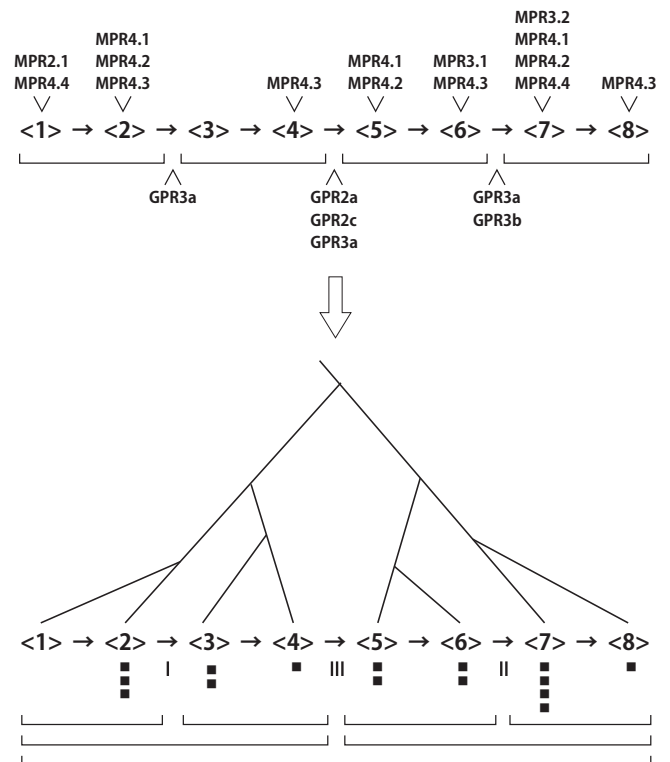 MPR3.2
MPR4.1 MPR4.1
MPR2.1 MPR4.2 MPR4.1 MPR3.1 MPR4.2
MPR4.4 MPR4.3 MPR4.3 MPR4.2 MPR4.3 MPR4.4 MPR4.3
<1> → <2> → <3> → <4> → <5> → <6> → <7> → <8>
GPR3a GPR2a GPR3a
GPR2c GPR3b
GPR3a
<1> → <2> → <3> → <4> → <5> → <6> → <7> → <8>
I III II